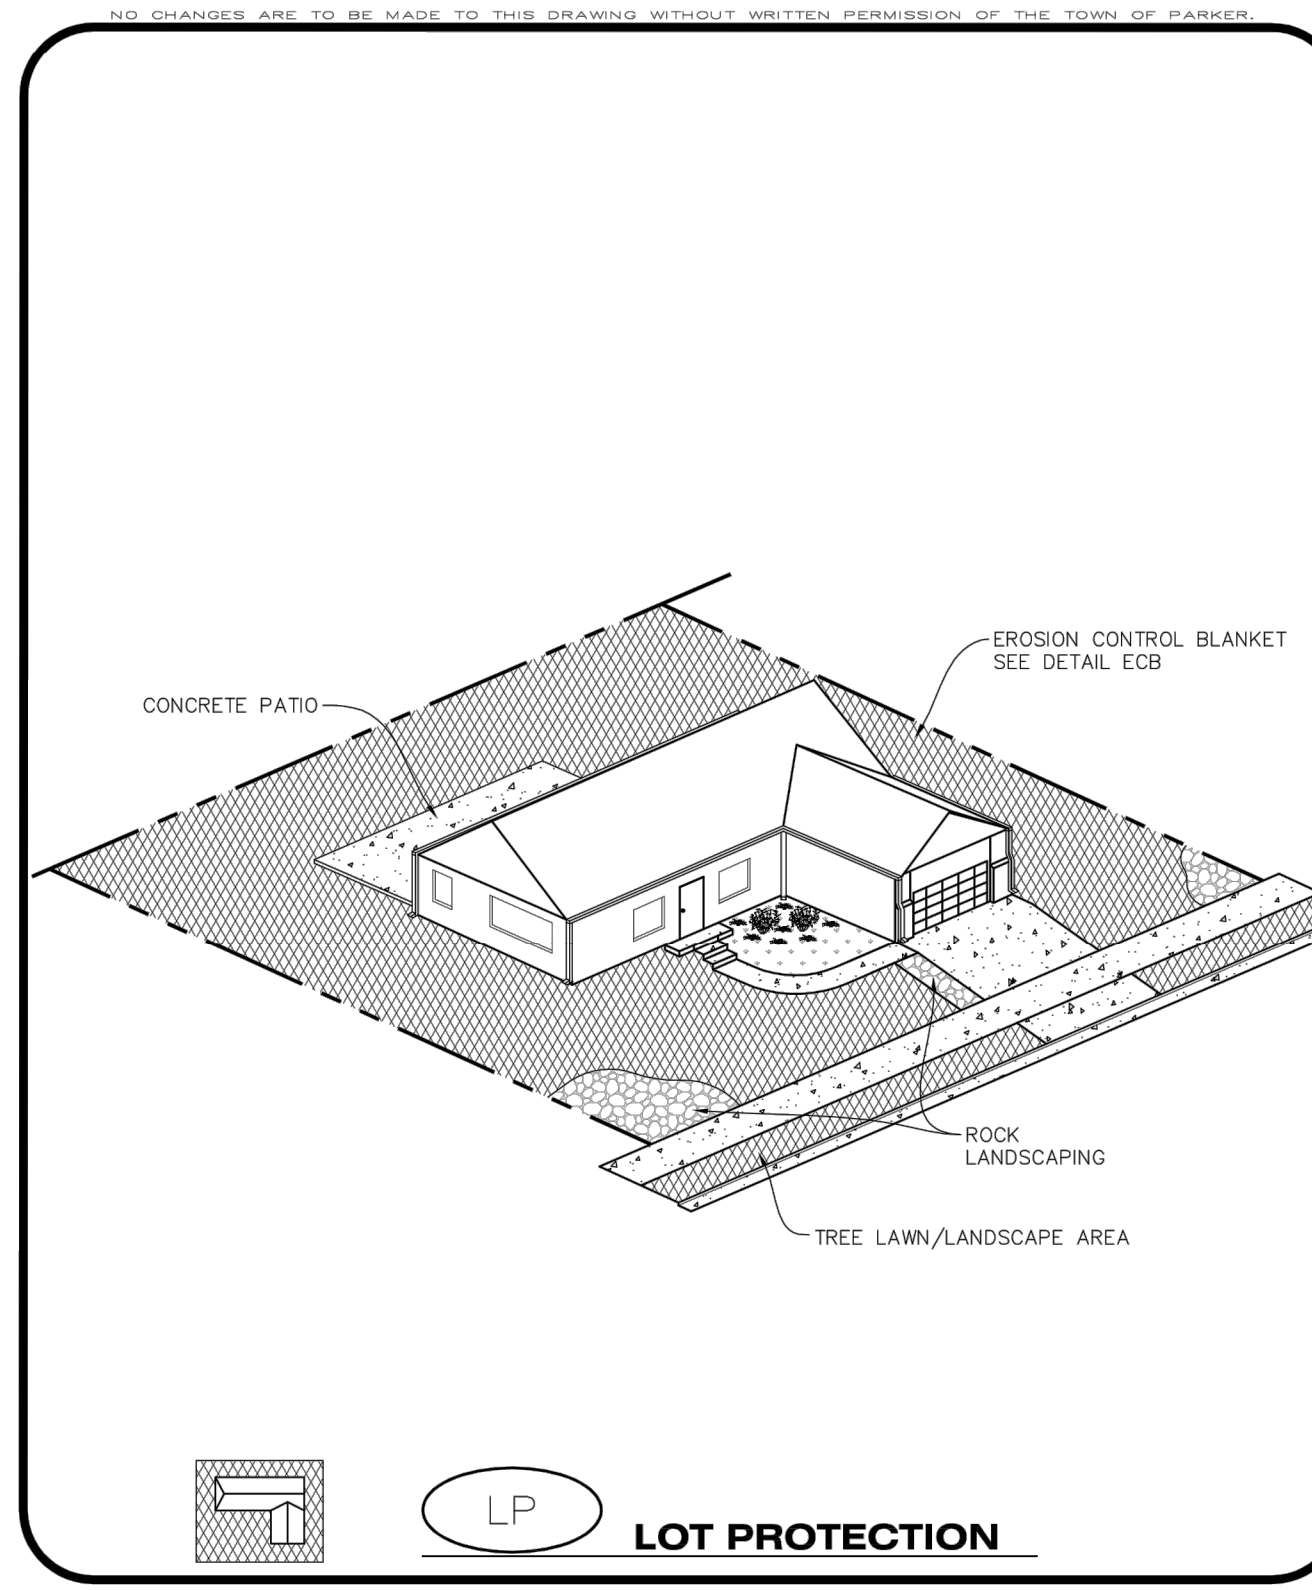 NO CHANGES ARE TO BE MADE TO THIS DRAWING WITHOUT WRITTEN PERMISSION OF THE TOWN OF PARKER.
EROSION CONTROL BLANKET
SEE DETAIL ECB
CONCRETE PATIO
ROCK
LANDSCAPING
TREE LAWN/LANDSCAPE AREA
LP
LOT PROTECTION